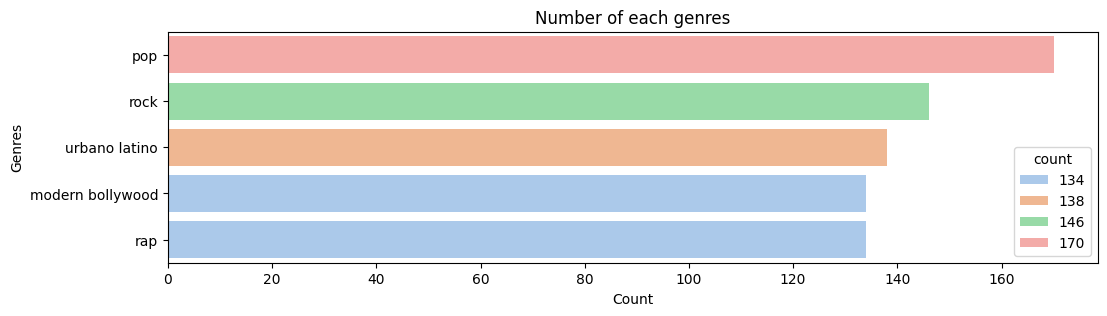 Number of each genres
Genres
pop
rock
urbano latino
modern bollywood
rap
count
134
138
146
170
0 20 40 60 80 100 120 140 160
Count